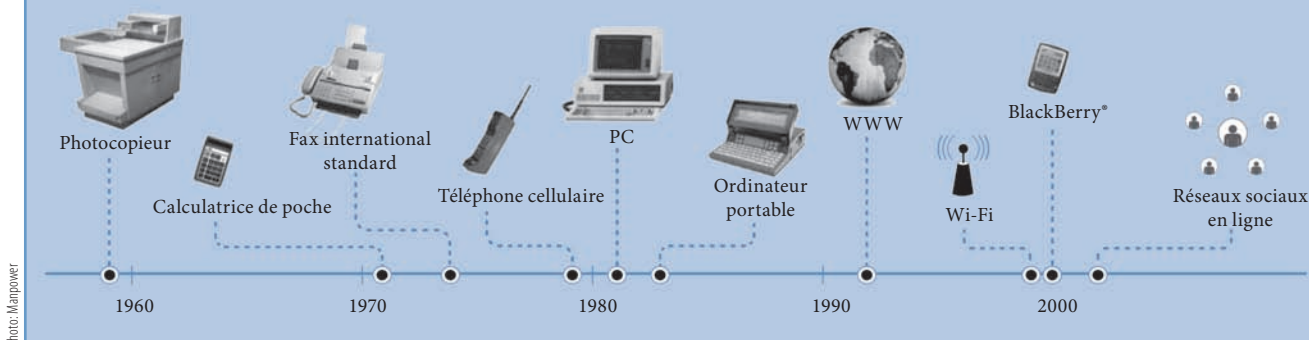 Photocopieur
Calculatrice de poche
Fax international
standard
Téléphone cellulaire
PC
Ordinateur
portable
WWW
Wi-Fi
BlackBerry®
Réseaux sociaux
en ligne
1960
1970
1980
1990
2000
hoto: Manpower